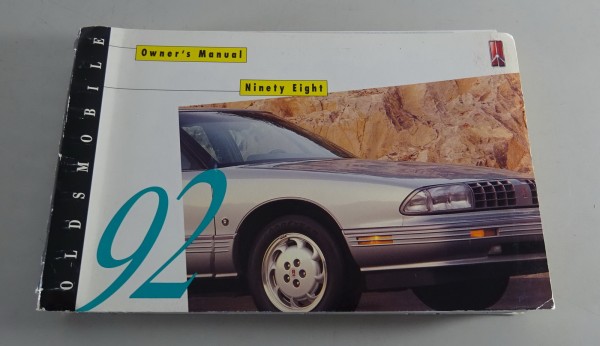 OLDSMOBILE
Owner's Manual
Ninety Eight
92